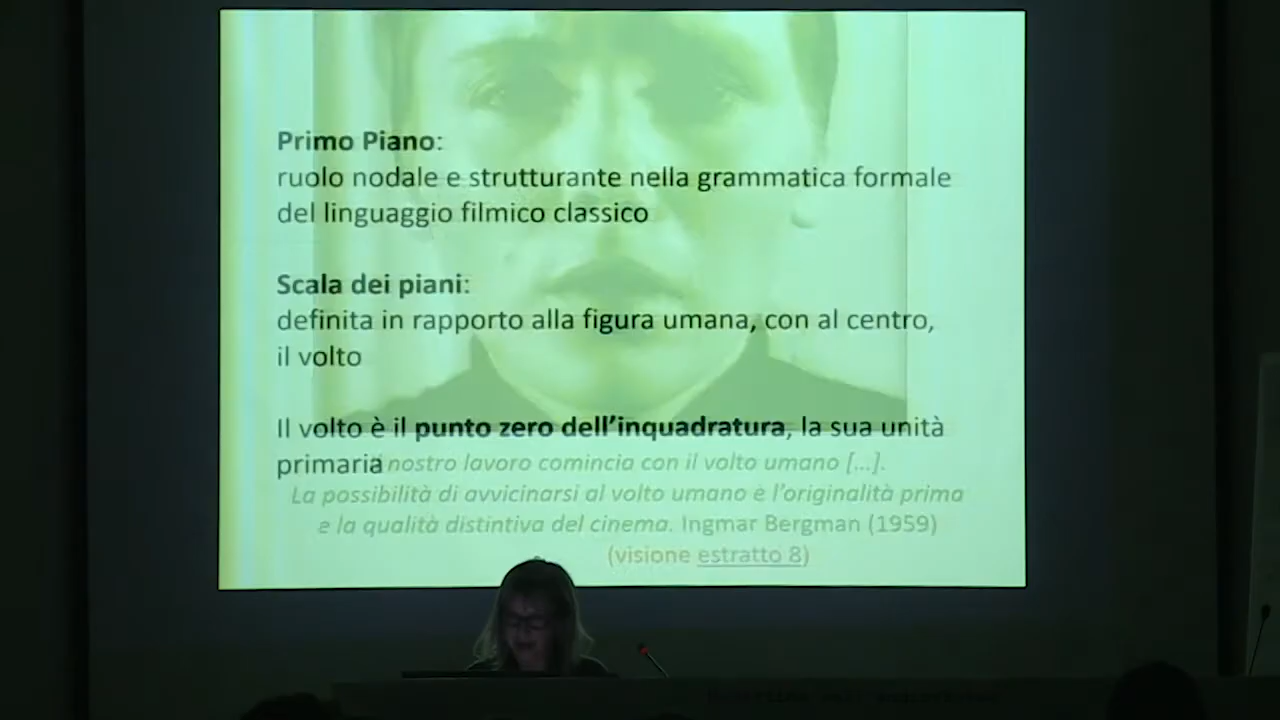 Primo Piano:
ruolo nodale e strutturante nella grammatica formale
del linguaggio filmico classico
Scala dei piani:
definita in rapporto alla figura umana, con al centro,
il volto
Il volto è il punto zero dell'inquadratura, la sua unità
primaria
nostro lavoro comincia con il volto umano […].
La possibilità di avvicinarsi al volto umano è l'originalità prima
e la qualità distintiva del cinema. Ingmar Bergman (1959)
(visione estratto 8)